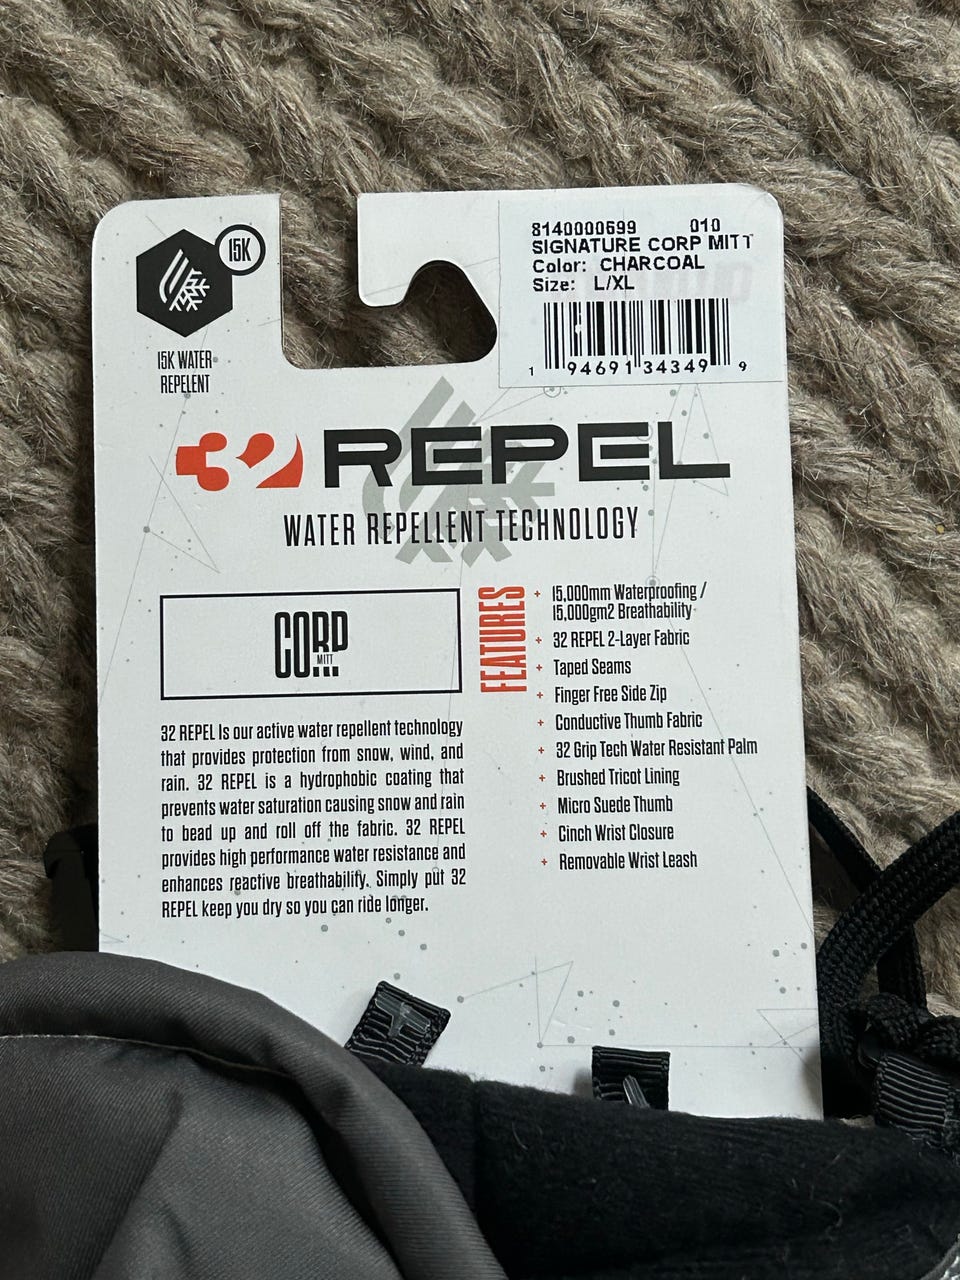 15K
15K WATER
REPELENT
8140000699 010
SIGNATURE CORP MITT
Color: CHARCOAL
Size: L/XL
1 94691 34349 9
32 REPEL
WATER REPELLENT TECHNOLOGY
CORP
MITT
32 REPEL Is our active water repellent technology
that provides protection from snow, wind, and
rain. 32 REPEL is a hydrophobic coating that
prevents water saturation causing snow and rain
to bead up and roll off the fabric. 32 REPEL
provides high performance water resistance and
enhances reactive breathability. Simply put 32
REPEL keep you dry so you can ride longer.
FEATURES
+ 15,000mm Waterproofing /
15,000gm2 Breathability
+ 32 REPEL 2-Layer Fabric
+ Taped Seams
+ Finger Free Side Zip
+ Conductive Thumb Fabric
+ 32 Grip Tech Water Resistant Palm
+ Brushed Tricot Lining
+ Micro Suede Thumb
+ Cinch Wrist Closure
+ Removable Wrist Leash